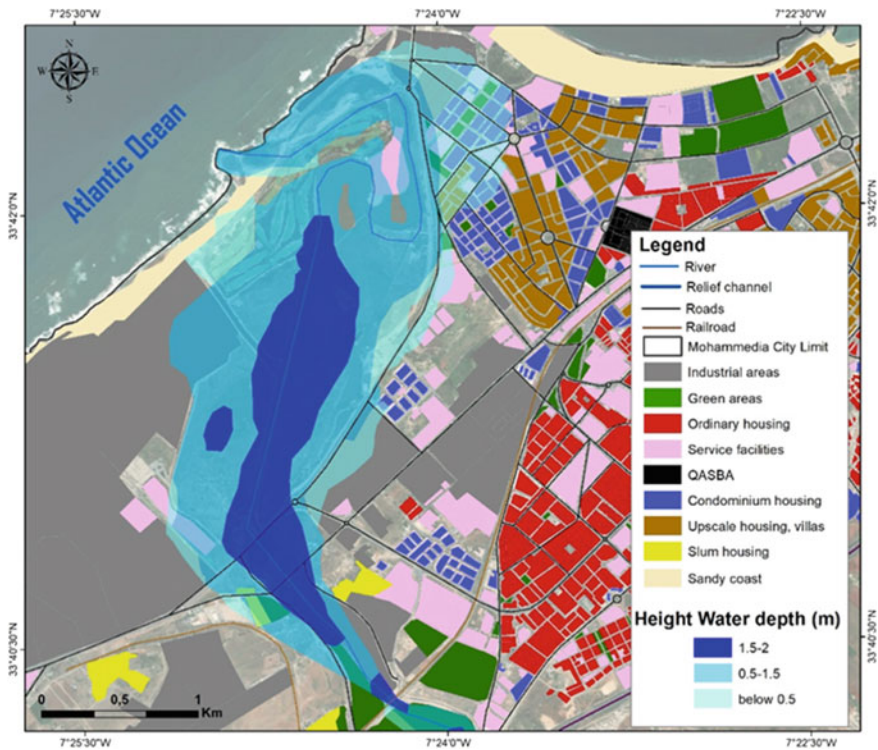 7°25'30"W 7°24'0"W 7°22'30"W
N
W E
S
Atlantic Ocean
33°42'0"N 33°42'0"N
Legend
River
Relief channel
Roads
Railroad
Mohammedia City Limit
Industrial areas
Green areas
Ordinary housing
Service facilities
QASBA
Condominium housing
Upscale housing, villas
Slum housing
Sandy coast
Height Water depth (m)
1.5-2
0.5-1.5
below 0.5
33°40'30"N 33°40'30"N
0 0,5 1
Km
7°25'30"W 7°24'0"W 7°22'30"W